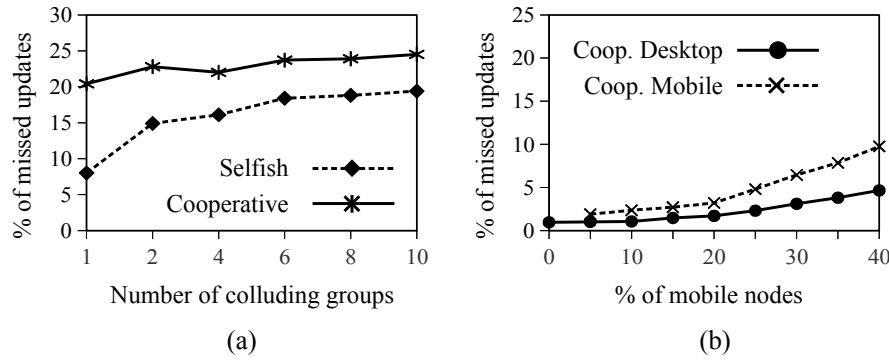 % of missed updates
30
25
20
15
10
5
0
Selfish
Cooperative
1 2 4 6 8 10
Number of colluding groups
(a)
% of missed updates
25
20
15
10
5
0
Coop. Desktop
Coop. Mobile
0 10 20 30 40
% of mobile nodes
(b)